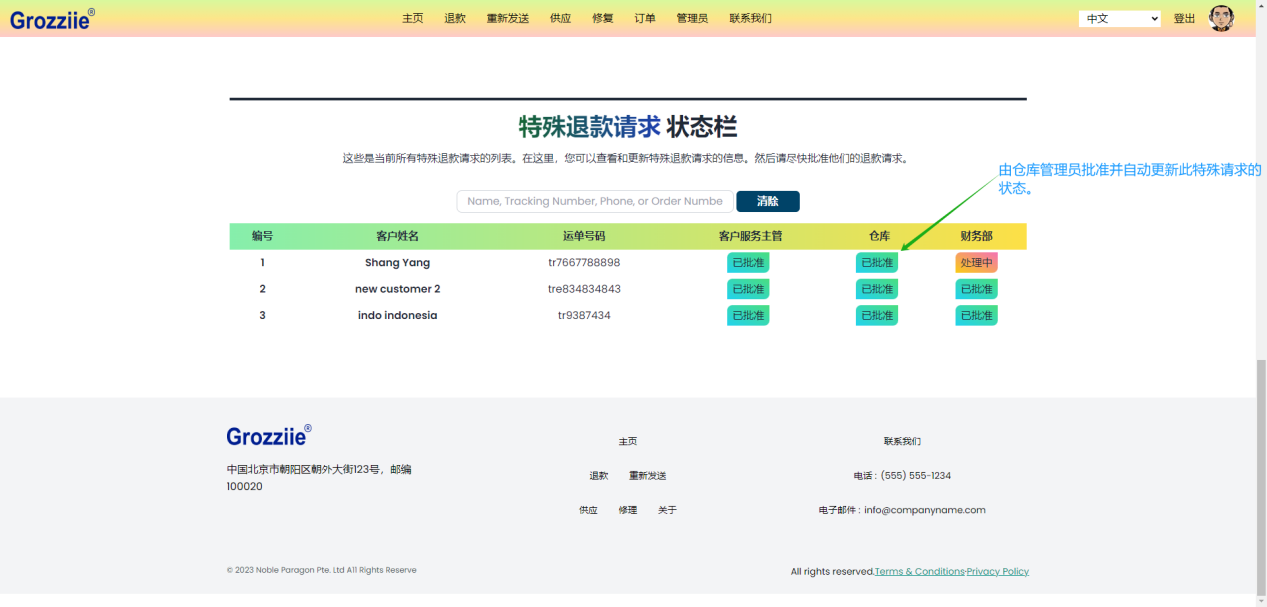 Grozziie®
主页 退款 重新发送 供应 修复 订单 管理员 联系我们 中文 登出
特殊退款请求 状态栏
这些是当前所有特殊退款请求的列表。在这里，您可以查看和更新特殊退款请求的信息。然后请尽快批准他们的退款请求。
由仓库管理员批准并自动更新此特殊请求的
状态。
Name, Tracking Number, Phone, or Order Numbe 清除
编号 客户姓名 运单号码 客户服务主管 仓库 财务部
1 Shang Yang tr7667788898 已批准 已批准 处理中
2 new customer 2 tre834834843 已批准 已批准 已批准
3 indo indonesia tr9387434 已批准 已批准 已批准
Grozziie®
中国北京市朝阳区朝外大街123号，邮编
100020
主页
退款 重新发送
供应 修理 关于
联系我们
电话 : (555) 555-1234
电子邮件 : info@companyname.com
© 2023 Noble Paragon Pte. Ltd A11 Rights Reserve
All rights reserved.Terms & Conditions·Privacy Policy